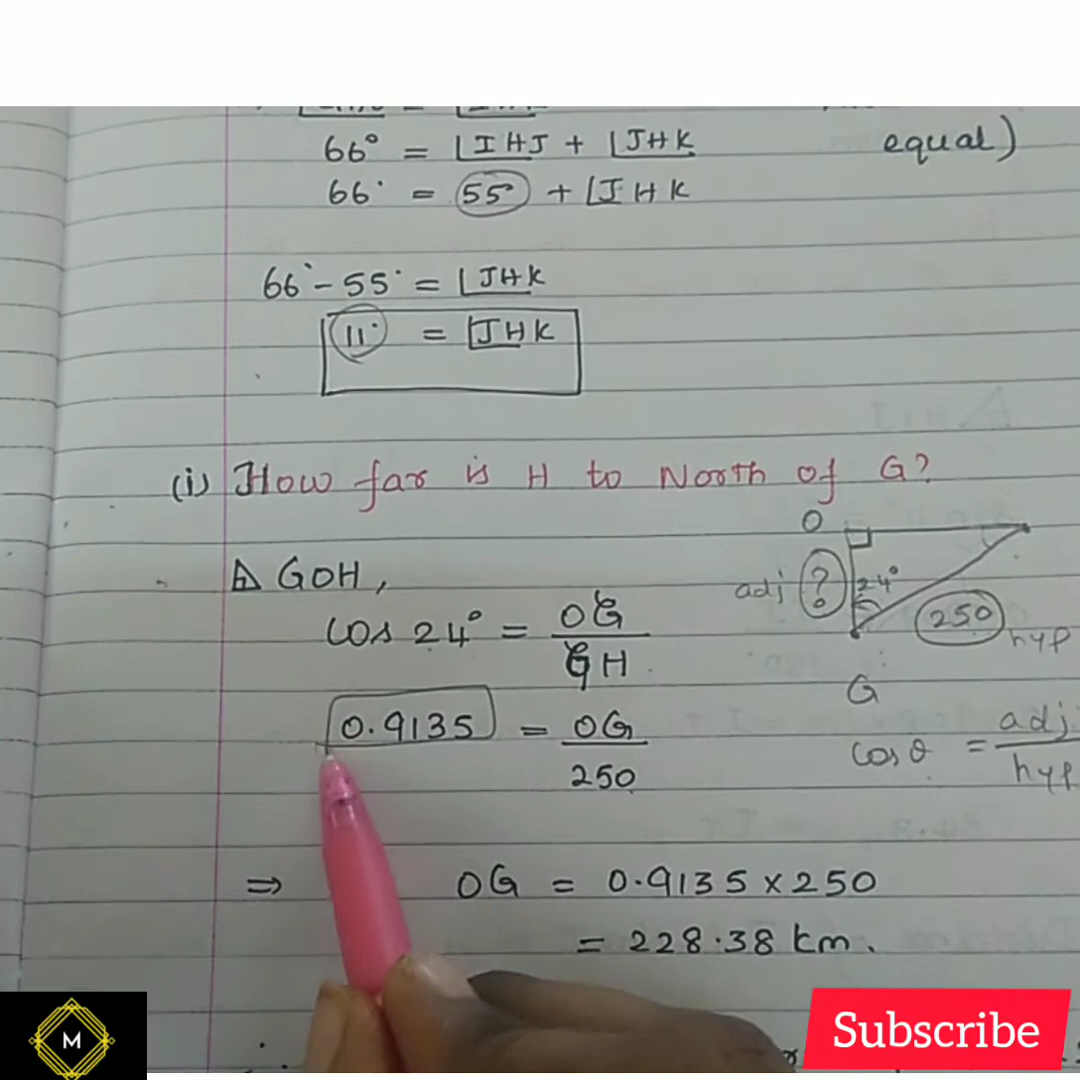 66° = ∟IHJ + ∟JHK equal)
66° = 55° + ∟JHK
66° - 55° = ∟JHK
11° = ∟JHK
(i) How far is H to North of G?
O
△ GOH,
adj ? 24°
cos 24° = OG/GH
250
hyp
G
0.9135 = OG/250
cos θ = adj/hyp
⇒ OG = 0.9135 × 250
= 228.38 km.
M
Subscribe